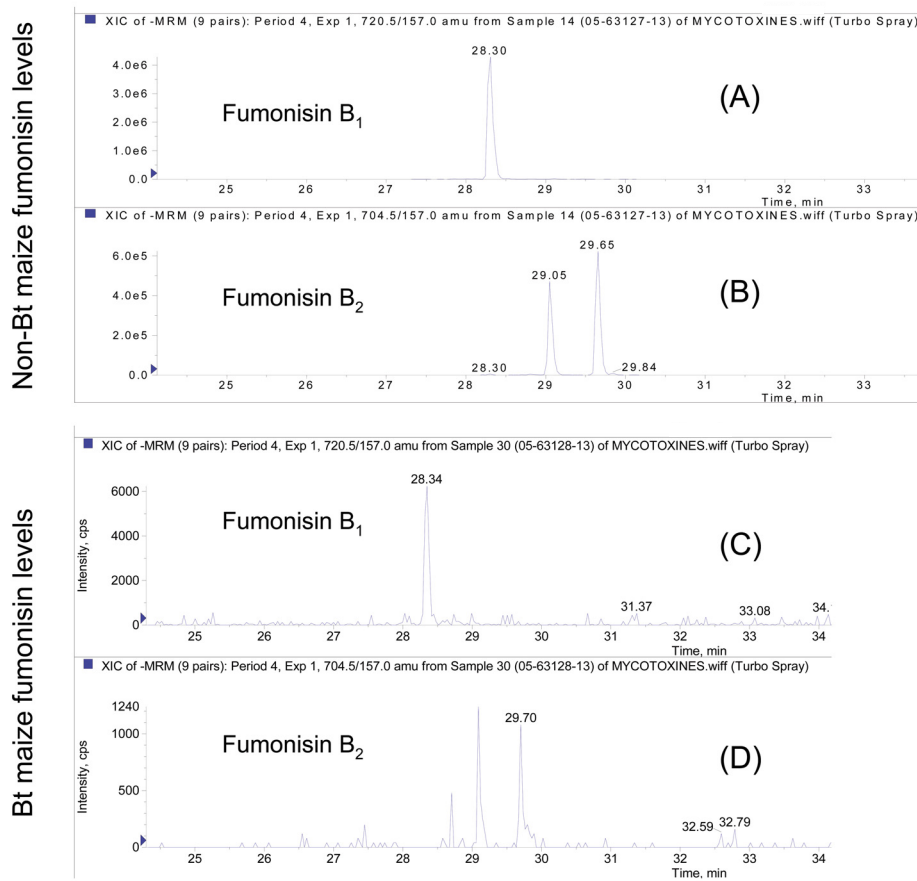 Non-Bt maize fumonisin levels
XIC of -MRM (9 pairs): Period 4, Exp 1, 720.5/157.0 amu from Sample 14 (05-63127-13) of MYCOTOXINES.wiff (Turbo Spray)
28.30
4.0e6
3.0e6
2.0e6
1.0e6
0.0
Fumonisin B1
(A)
25 26 27 28 29 30 31 32 33
Time, min
XIC of -MRM (9 pairs): Period 4, Exp 1, 704.5/157.0 amu from Sample 14 (05-63127-13) of MYCOTOXINES.wiff (Turbo Spray)
29.65
6.0e5
29.05
4.0e5
2.0e5
0.0
Fumonisin B2
(B)
28.30
29.84
25 26 27 28 29 30 31 32 33
Time, min
Bt maize fumonisin levels
XIC of -MRM (9 pairs): Period 4, Exp 1, 720.5/157.0 amu from Sample 30 (05-63128-13) of MYCOTOXINES.wiff (Turbo Spray)
28.34
Intensity, cps
6000
4000
2000
0
Fumonisin B1
(C)
31.37
33.08
25 26 27 28 29 30 31 32 33 34
Time, min
XIC of -MRM (9 pairs): Period 4, Exp 1, 704.5/157.0 amu from Sample 30 (05-63128-13) of MYCOTOXINES.wiff (Turbo Spray)
Intensity, cps
1240
1000
500
0
29.70
Fumonisin B2
(D)
32.59 32.79
25 26 27 28 29 30 31 32 33 34
Time, min